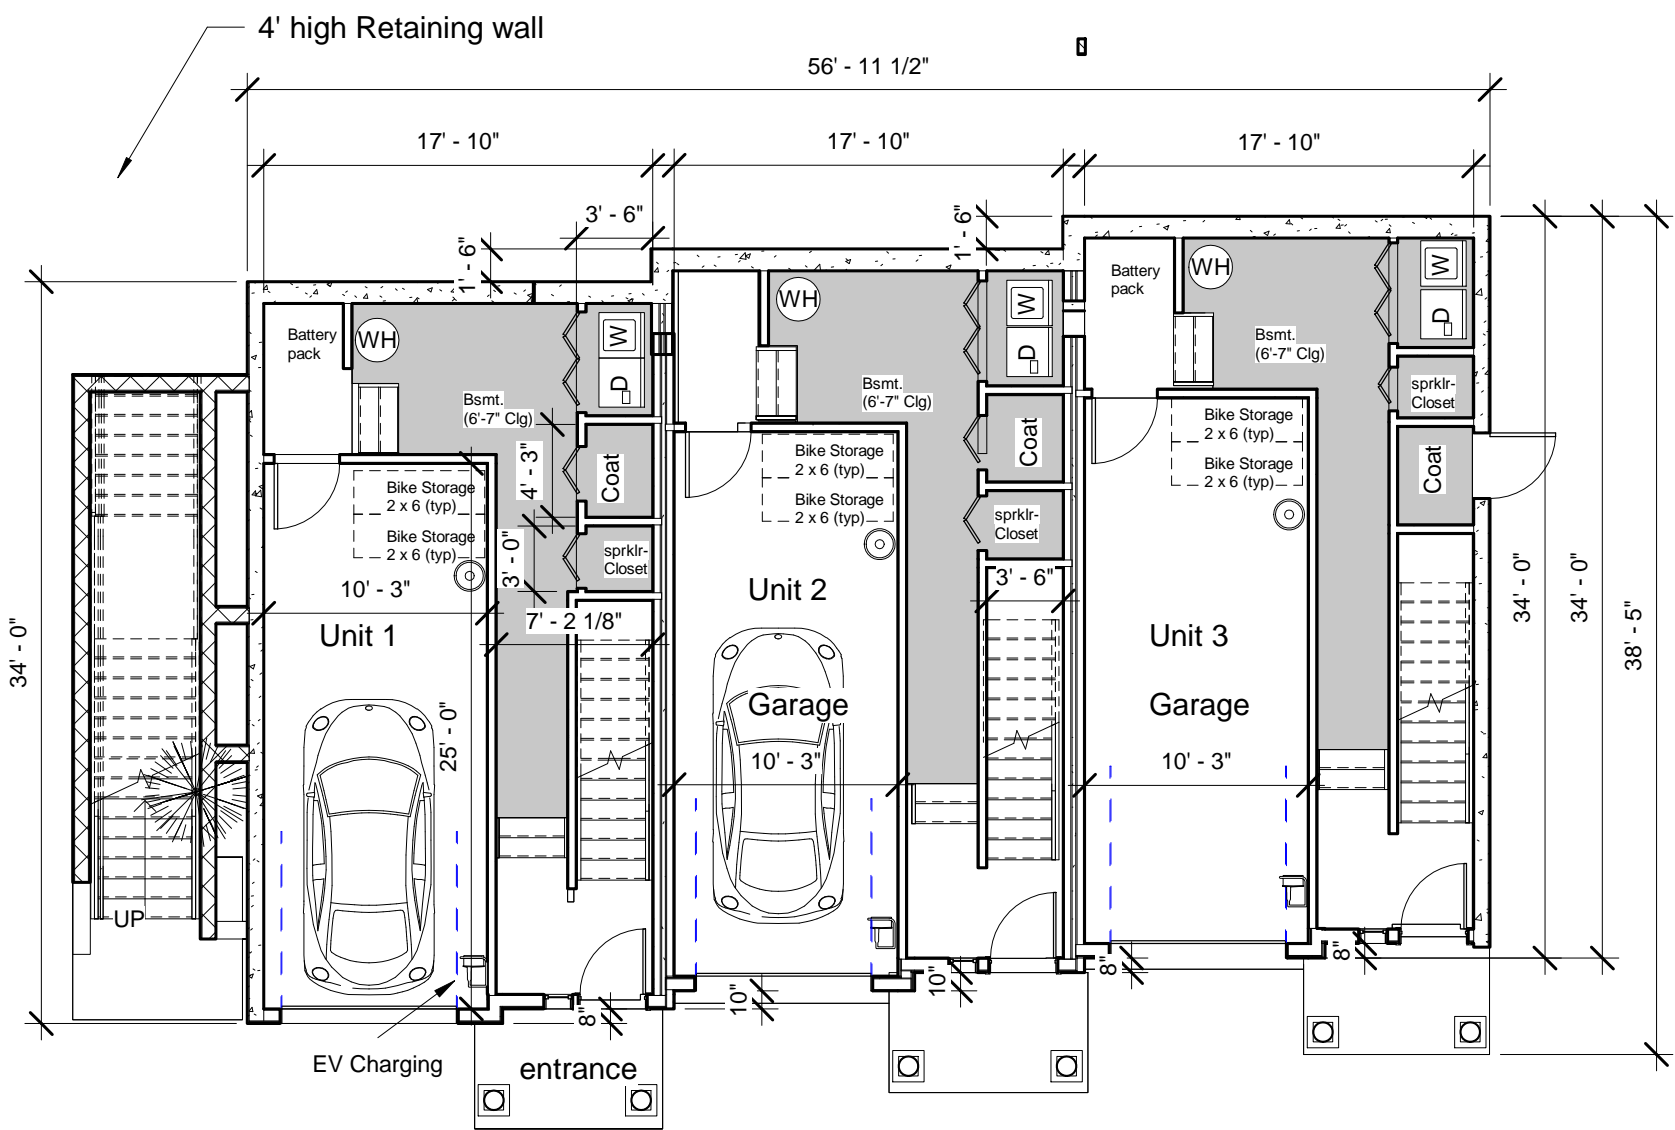 4' high Retaining wall
56' - 11 1/2"
17' - 10"
17' - 10"
17' - 10"
3' - 6"
1' - 6"
1' - 6"
Battery
pack
WH
W
D
Bsmt.
(6'-7" Clg)
Coat
4' - 3"
3' - 0"
sprklr-
Closet
Bike Storage
2 x 6 (typ)
Bike Storage
2 x 6 (typ)
10' - 3"
7' - 2 1/8"
Unit 1
25' - 0"
34' - 0"
UP
EV Charging
entrance
8"
WH
W
D
Bsmt.
(6'-7" Clg)
Coat
sprklr-
Closet
Bike Storage
2 x 6 (typ)
Bike Storage
2 x 6 (typ)
3' - 6"
Unit 2
Garage
10' - 3"
10"
10"
Battery
pack
WH
W
D
Bsmt.
(6'-7" Clg)
sprklr-
Closet
Coat
Bike Storage
2 x 6 (typ)
Bike Storage
2 x 6 (typ)
Unit 3
Garage
10' - 3"
8"
8"
34' - 0"
34' - 0"
38' - 5"